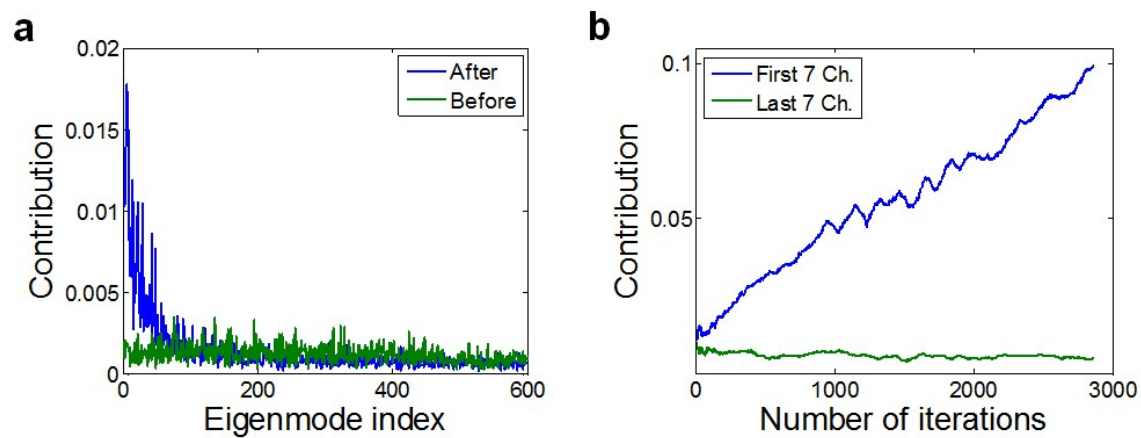 a
0.02
0.015
0.01
0.005
0
Contribution
After
Before
0
200
400
600
Eigenmode index
b
0.1
0.05
Contribution
First 7 Ch.
Last 7 Ch.
0
1000
2000
3000
Number of iterations